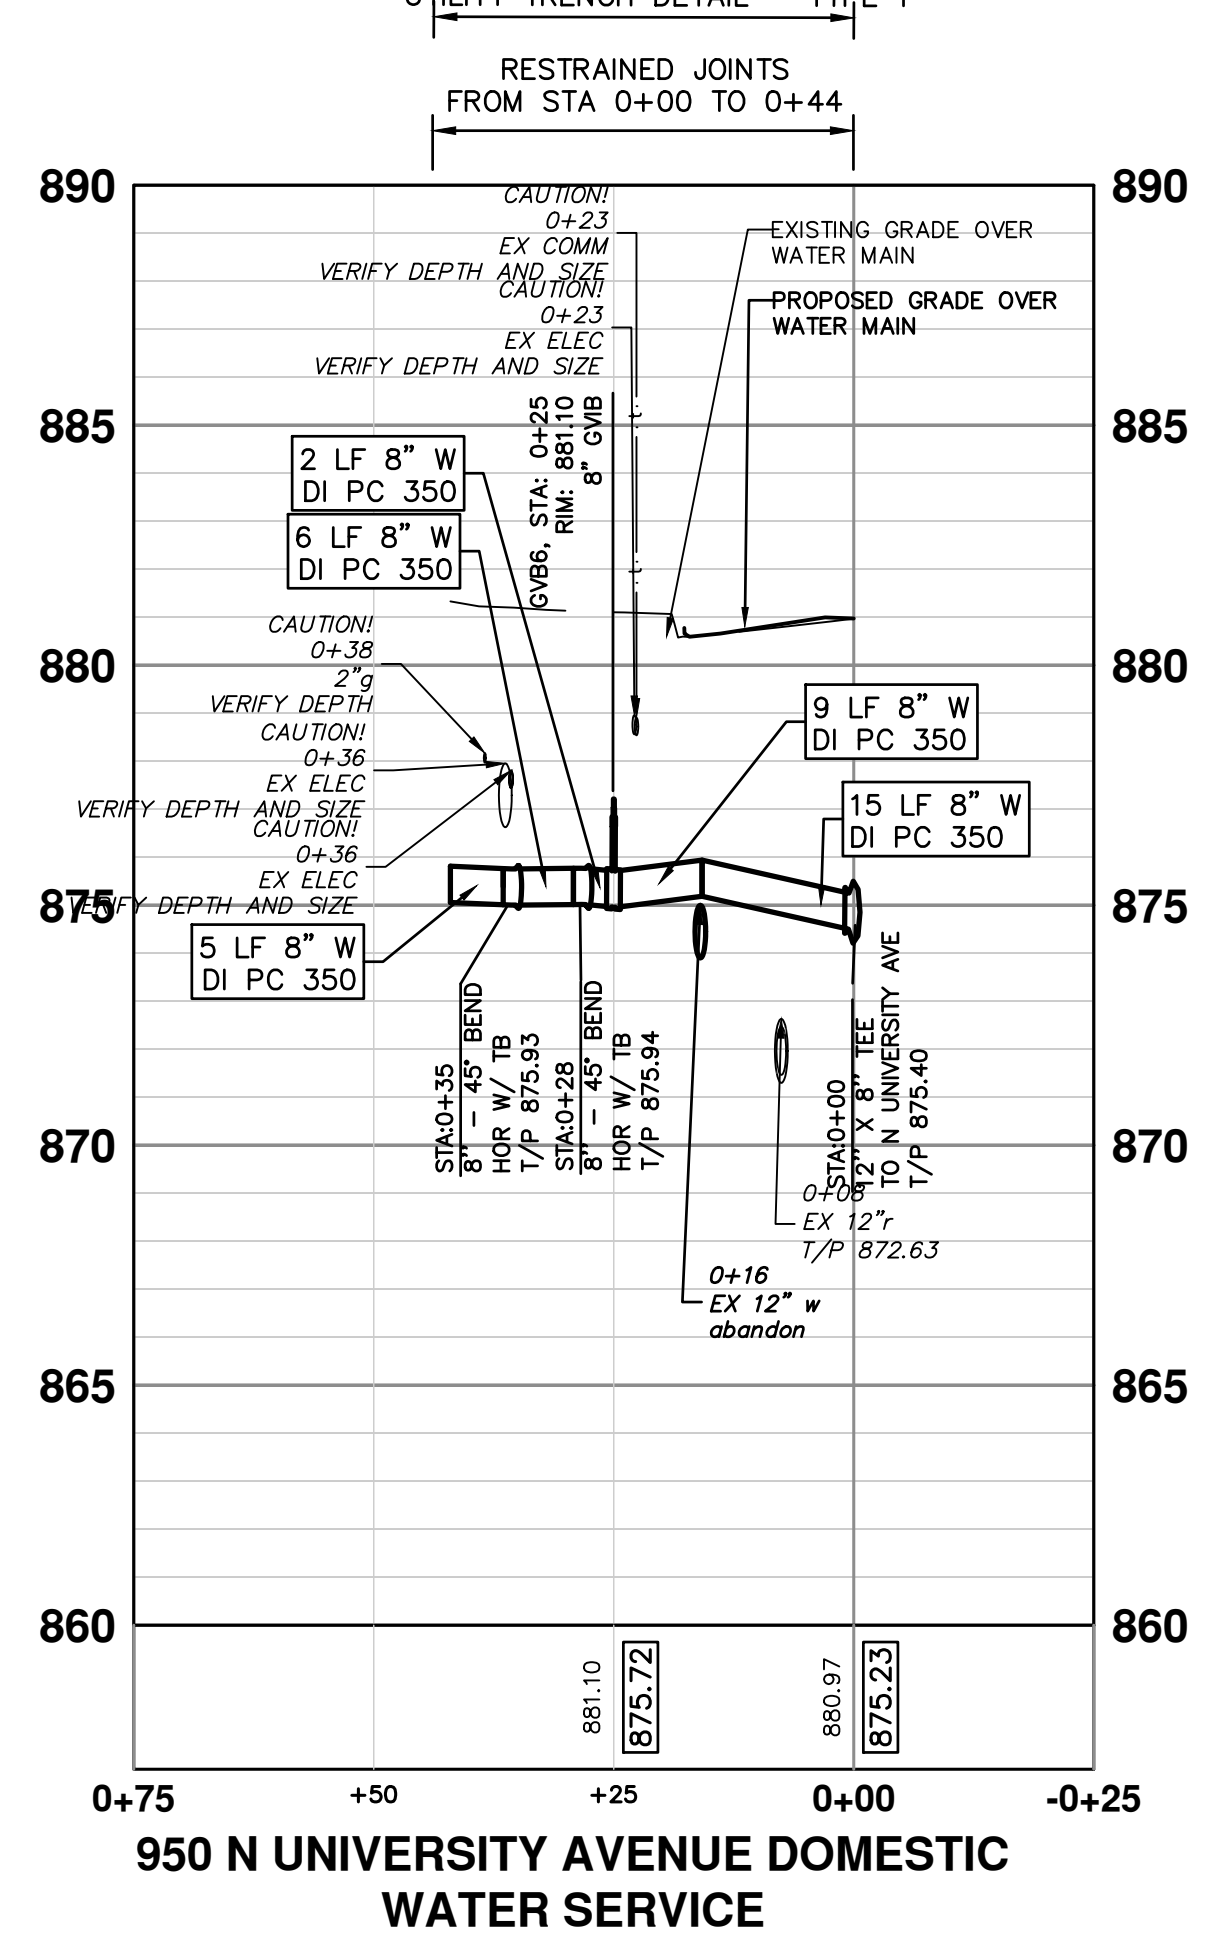 RESTRAINED JOINTS
FROM STA 0+00 TO 0+44
890
890
CAUTION!
0+23
EX COMM
VERIFY DEPTH AND SIZE
CAUTION!
0+23
EX ELEC
VERIFY DEPTH AND SIZE
EXISTING GRADE OVER
WATER MAIN
PROPOSED GRADE OVER
WATER MAIN
885
885
GVB6, STA: 0+25
RIM: 881.10
8" GVIB
2 LF 8" W
DI PC 350
6 LF 8" W
DI PC 350
CAUTION!
0+38
2"g
VERIFY DEPTH
880
880
CAUTION!
0+36
EX ELEC
VERIFY DEPTH AND SIZE
CAUTION!
0+36
EX ELEC
VERIFY DEPTH AND SIZE
9 LF 8" W
DI PC 350
15 LF 8" W
DI PC 350
875
875
5 LF 8" W
DI PC 350
STA:0+35
8" - 45° BEND
HOR W/ TB
T/P 875.93
STA:0+28
8" - 45° BEND
HOR W/ TB
T/P 875.94
STA:0+00
12" X 8" TEE
TO N UNIVERSITY AVE
T/P 875.40
870
870
0+08
EX 12"r
T/P 872.63
0+16
EX 12" w
abandon
865
865
860
860
881.10
875.72
880.97
875.23
0+75
+50
+25
0+00
-0+25
950 N UNIVERSITY AVENUE DOMESTIC
WATER SERVICE